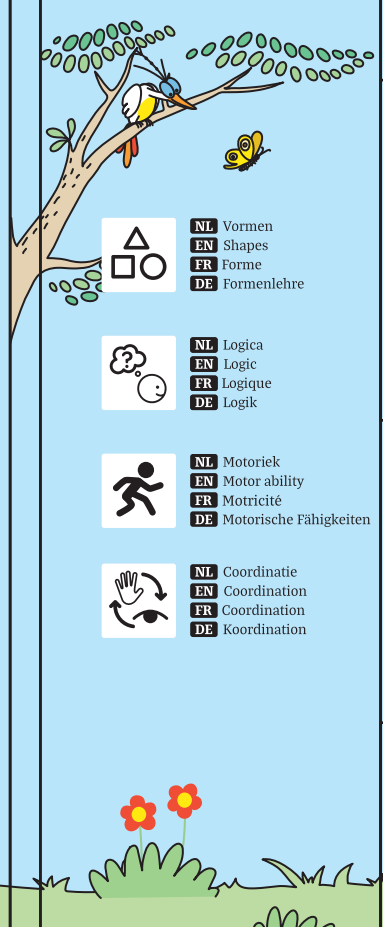 NL Vormen
EN Shapes
FR Forme
DE Formenlehre
?
NL Logica
EN Logic
FR Logique
DE Logik
NL Motoriek
EN Motor ability
FR Motricité
DE Motorische Fähigkeiten
NL Coordinatie
EN Coordination
FR Coordination
DE Koordination